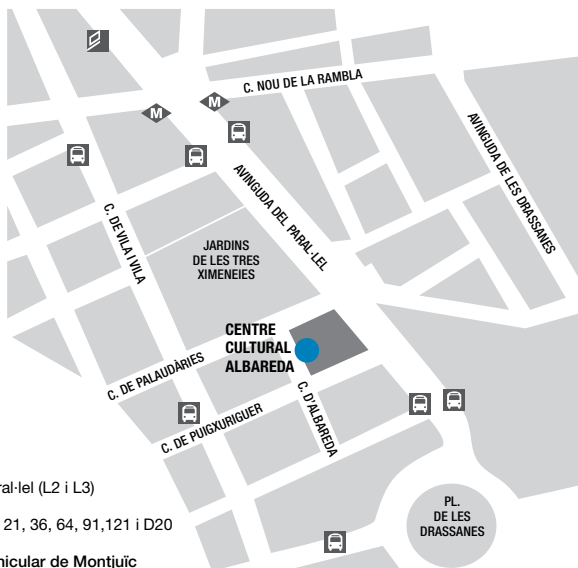 C. NOU DE LA RAMBLA
M
M
AVINGUDA DE LES DRASSANES
AVINGUDA DEL PARAL·LEL
C. DE VILA I VILA
JARDINS
DE LES TRES
XIMENEIES
CENTRE
CULTURAL
ALBAREDA
C. DE PALAUDÀRIES
C. D'ALBAREDA
C. DE PUIGXURIGUER
al·lel (L2 i L3)
21, 36, 64, 91,121 i D20
nicular de Montjuïc
PL.
DE LES
DRASSANES